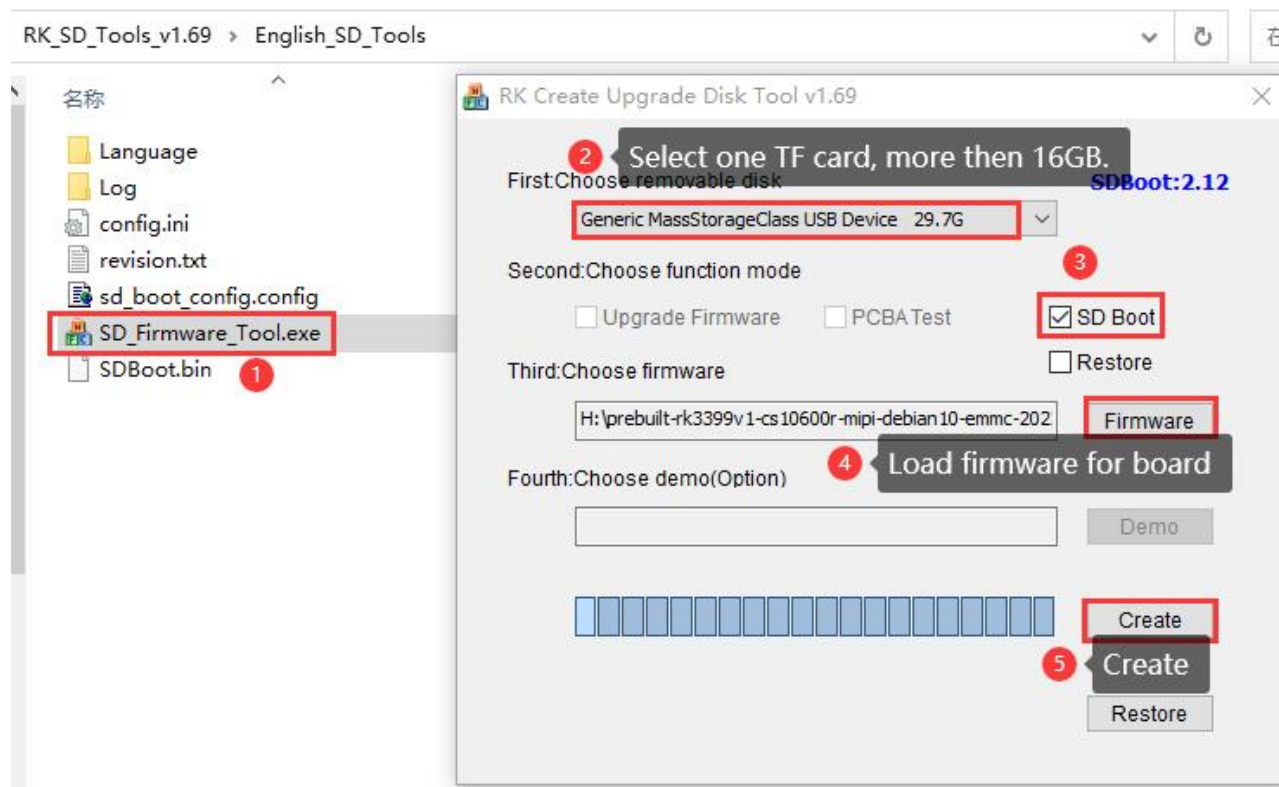 RK_SD_Tools_v1.69 › English_SD_Tools
名称
Language
Log
config.ini
revision.txt
sd_boot_config.config
SD_Firmware_Tool.exe
SDBoot.bin
1
RK Create Upgrade Disk Tool v1.69
2 Select one TF card, more then 16GB.
First:Choose removable disk
SDBoot:2.12
Generic MassStorageClass USB Device 29.7G
3
Second:Choose function mode
Upgrade Firmware PCBA Test SD Boot
Restore
Third:Choose firmware
H:\prebuilt-rk3399v1-cs10600r-mipi-debian10-emmc-202 Firmware
4 Load firmware for board
Fourth:Choose demo(Option)
Demo
Create
5 Create
Restore